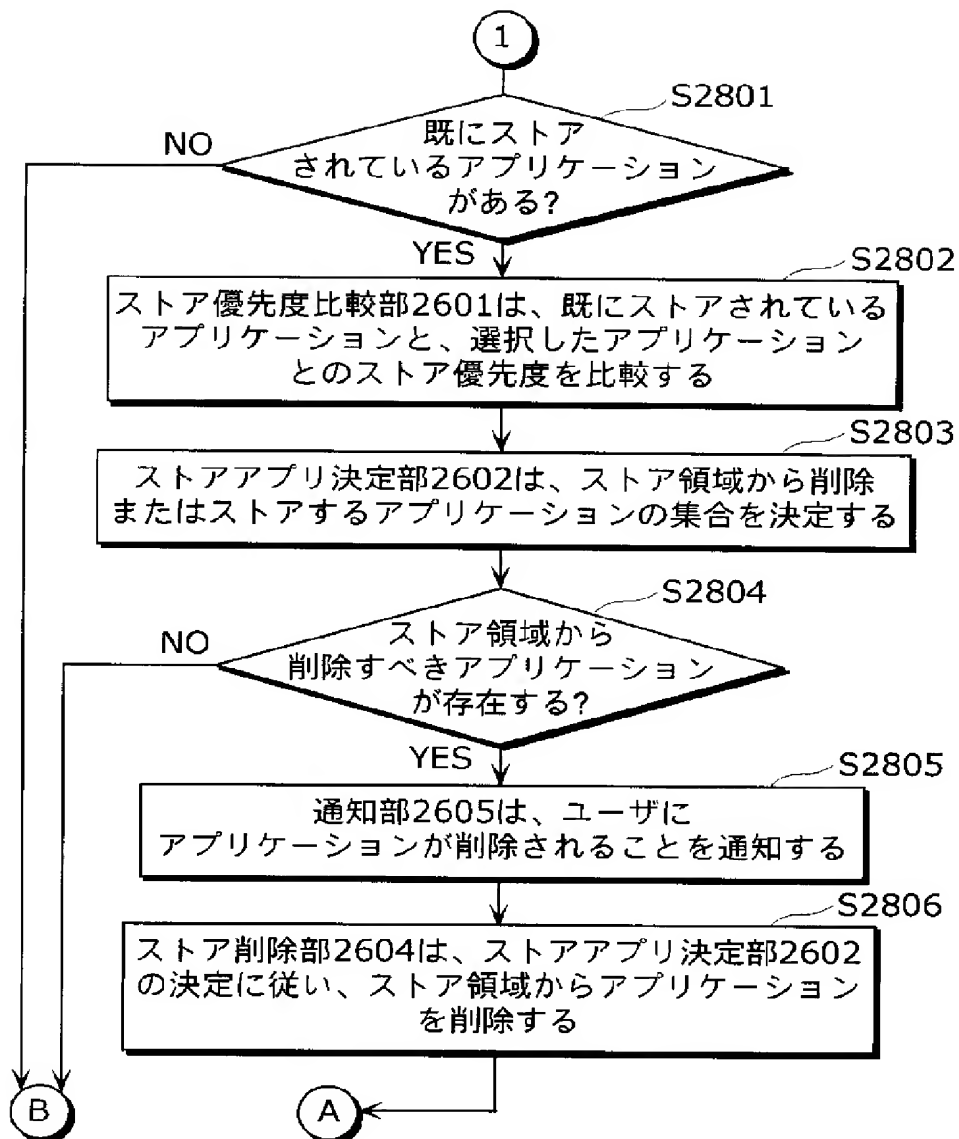 1
S2801
既にストア
されているアプリケーション
がある?
NO
YES
S2802
ストア優先度比較部2601は、既にストアされている
アプリケーションと、選択したアプリケーション
とのストア優先度を比較する
S2803
ストアアプリ決定部2602は、ストア領域から削除
またはストアするアプリケーションの集合を決定する
S2804
ストア領域から
削除すべきアプリケーション
が存在する?
NO
YES
S2805
通知部2605は、ユーザに
アプリケーションが削除されることを通知する
S2806
ストア削除部2604は、ストアアプリ決定部2602
の決定に従い、ストア領域からアプリケーション
を削除する
B
A